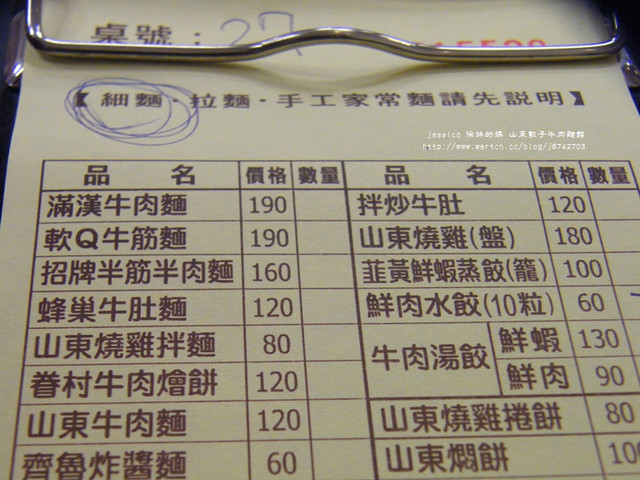 桌號：27
【細麵·拉麵·手工家常麵請先說明】
山東餃子牛肉麵館
www.wretch.cc/blog/j6742703
品 名 價格 數量
滿漢牛肉麵 190
軟Q牛筋麵 190
招牌半筋半肉麵 160
蜂巢牛肚麵 120
山東燒雞拌麵 80
眷村牛肉燴餅 120
山東牛肉麵 120
齊魯炸醬麵 60
品 名 價格 數量
拌炒牛肚 120
山東燒雞(盤) 180
韮黃鮮蝦蒸餃(籠) 100
鮮肉水餃(10粒) 60
牛肉湯餃 鮮蝦 130
鮮肉 90
山東燒雞捲餅 80
山東燜餅 100